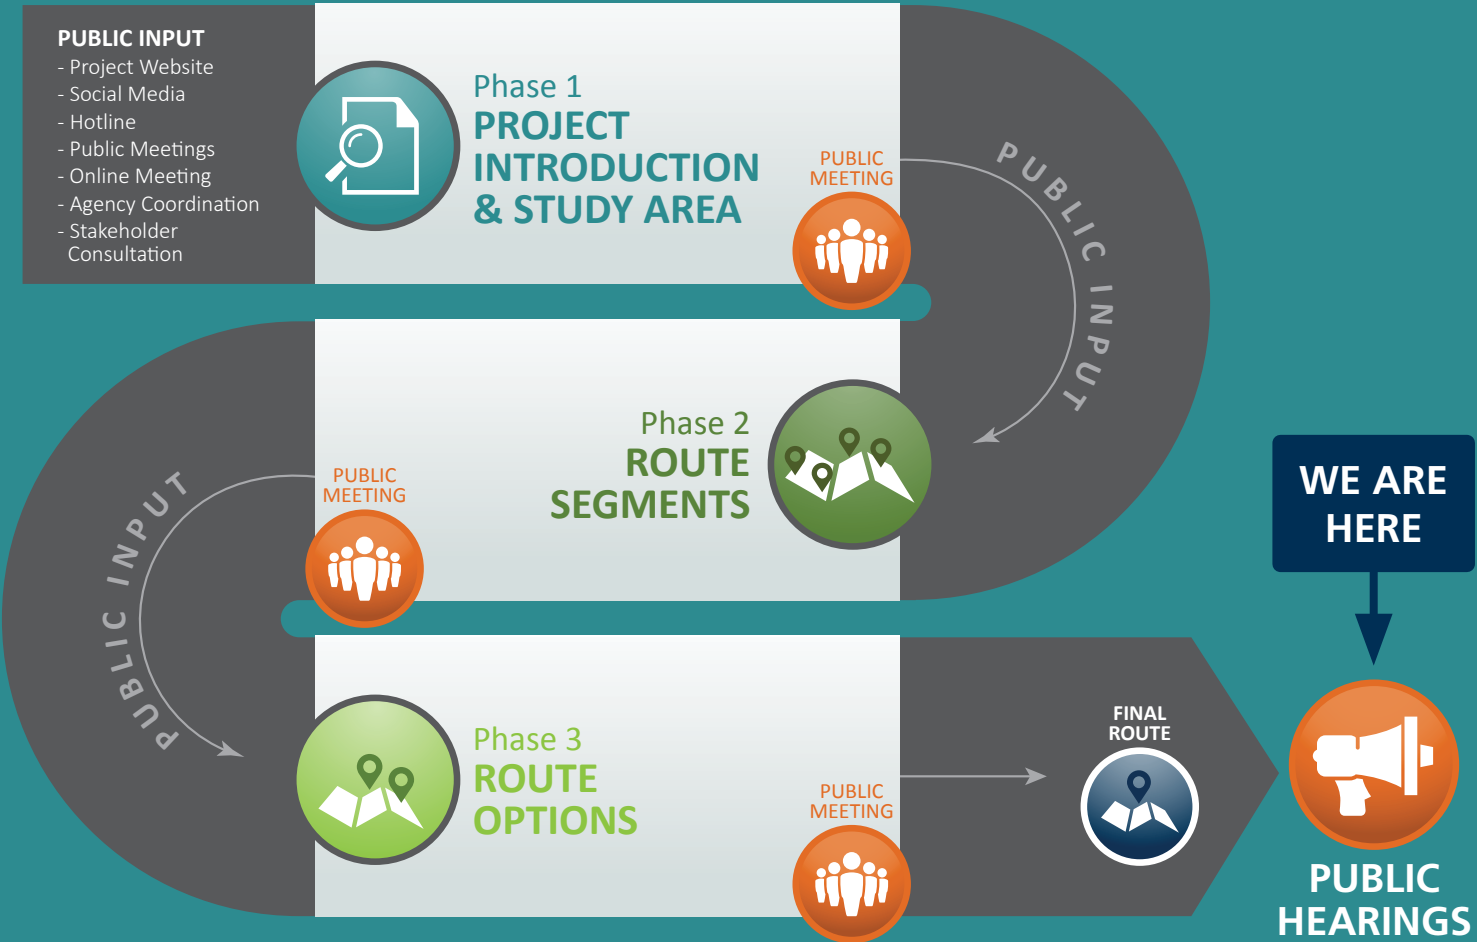 PUBLIC INPUT
- Project Website
- Social Media
- Hotline
- Public Meetings
- Online Meeting
- Agency Coordination
- Stakeholder
Consultation
Phase 1
PROJECT
INTRODUCTION
& STUDY AREA
PUBLIC
MEETING
PUBLIC INPUT
Phase 2
ROUTE
SEGMENTS
PUBLIC
MEETING
PUBLIC INPUT
Phase 3
ROUTE
OPTIONS
PUBLIC
MEETING
FINAL
ROUTE
WE ARE
HERE
PUBLIC
HEARINGS